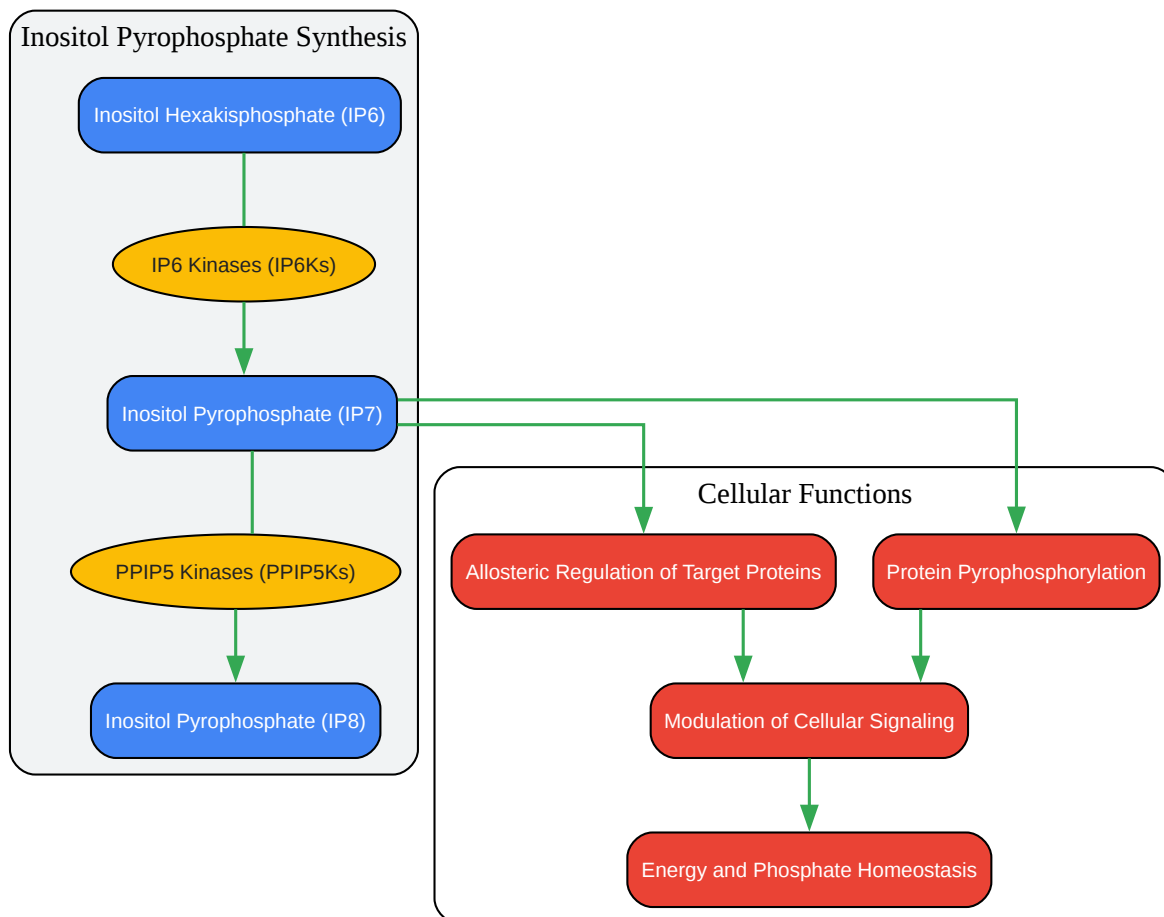 Inositol Pyrophosphate Synthesis
Inositol Hexakisphosphate (IP6)
IP6 Kinases (IP6Ks)
Inositol Pyrophosphate (IP7)
PPIP5 Kinases (PPIP5Ks)
Inositol Pyrophosphate (IP8)
Cellular Functions
Allosteric Regulation of Target Proteins
Protein Pyrophosphorylation
Modulation of Cellular Signaling
Energy and Phosphate Homeostasis